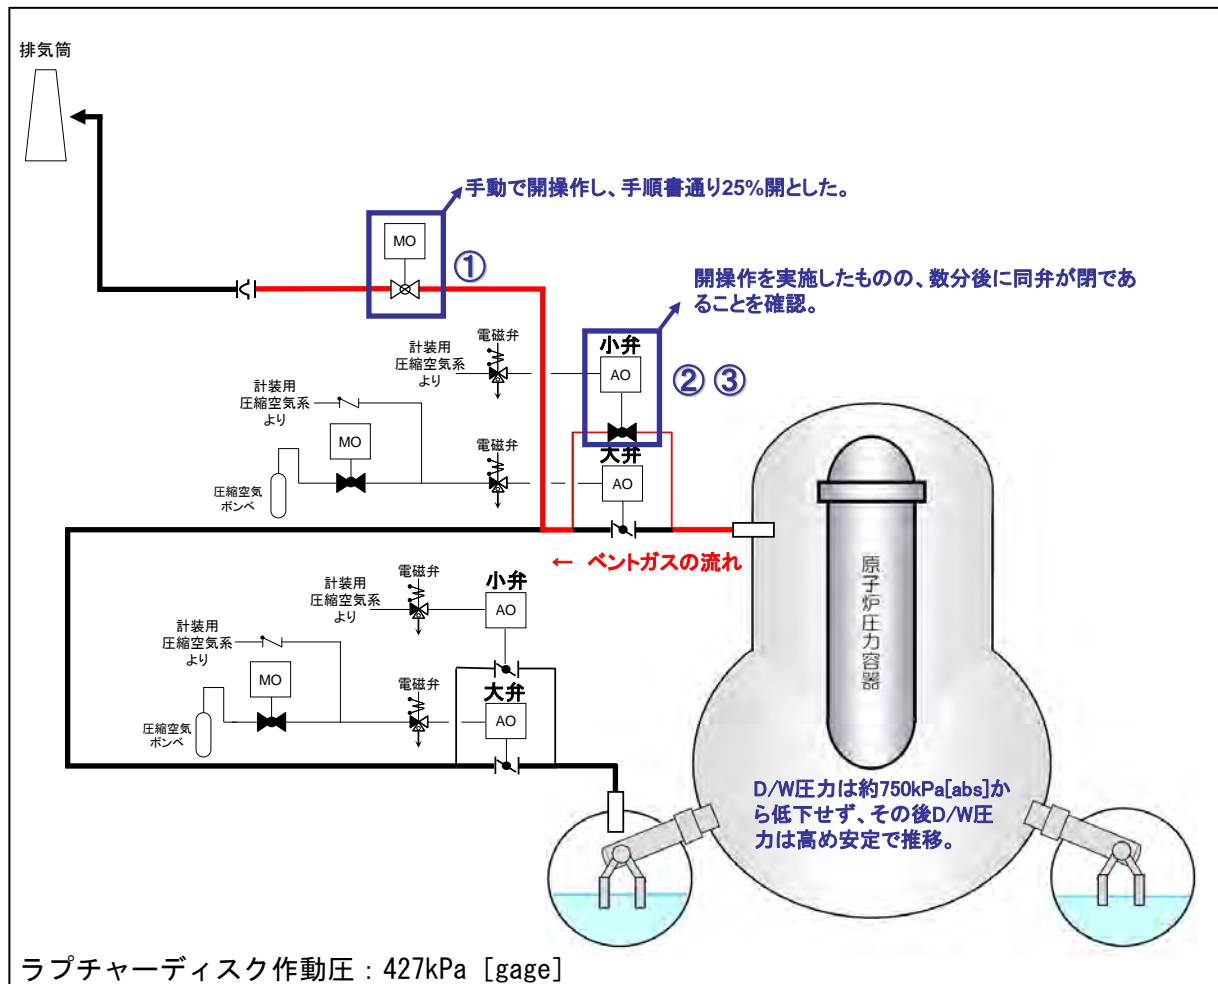 排気筒
手動で開操作し、手順書通り25%開とした。
MO
①
開操作を実施したものの、数分後に同弁が閉であ
ることを確認。
電磁弁
小弁
計装用
圧縮空気系
より
AO
② ③
計装用
圧縮空気系
より
MO
電磁弁
大弁
AO
圧縮空気
ボンベ
← ベントガスの流れ
原子炉圧力容器
電磁弁
小弁
計装用
圧縮空気系
より
AO
計装用
圧縮空気系
より
MO
電磁弁
大弁
AO
圧縮空気
ボンベ
D/W圧力は約750kPa[abs]か
ら低下せず、その後D/W圧
力は高め安定で推移。
ラプチャーディスク作動圧：427kPa [gage]